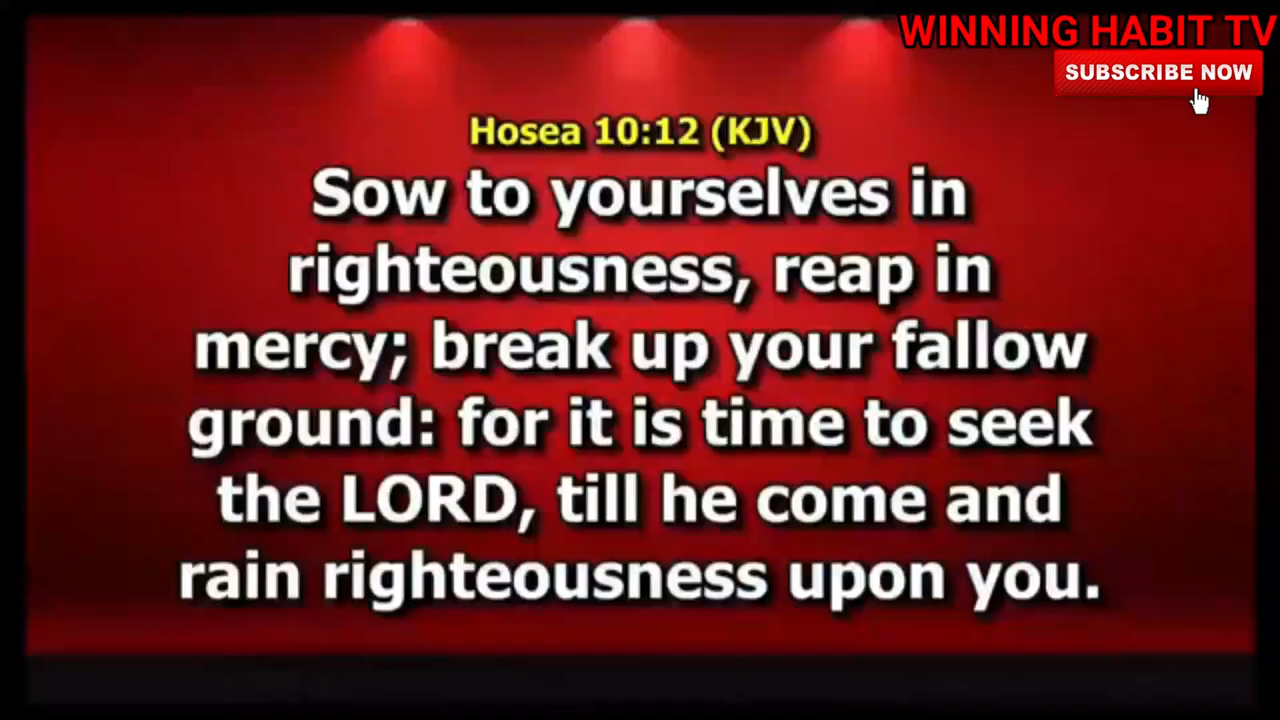 WINNING HABIT TV
SUBSCRIBE NOW
Hosea 10:12 (KJV)
Sow to yourselves in
righteousness, reap in
mercy; break up your fallow
ground: for it is time to seek
the LORD, till he come and
rain righteousness upon you.